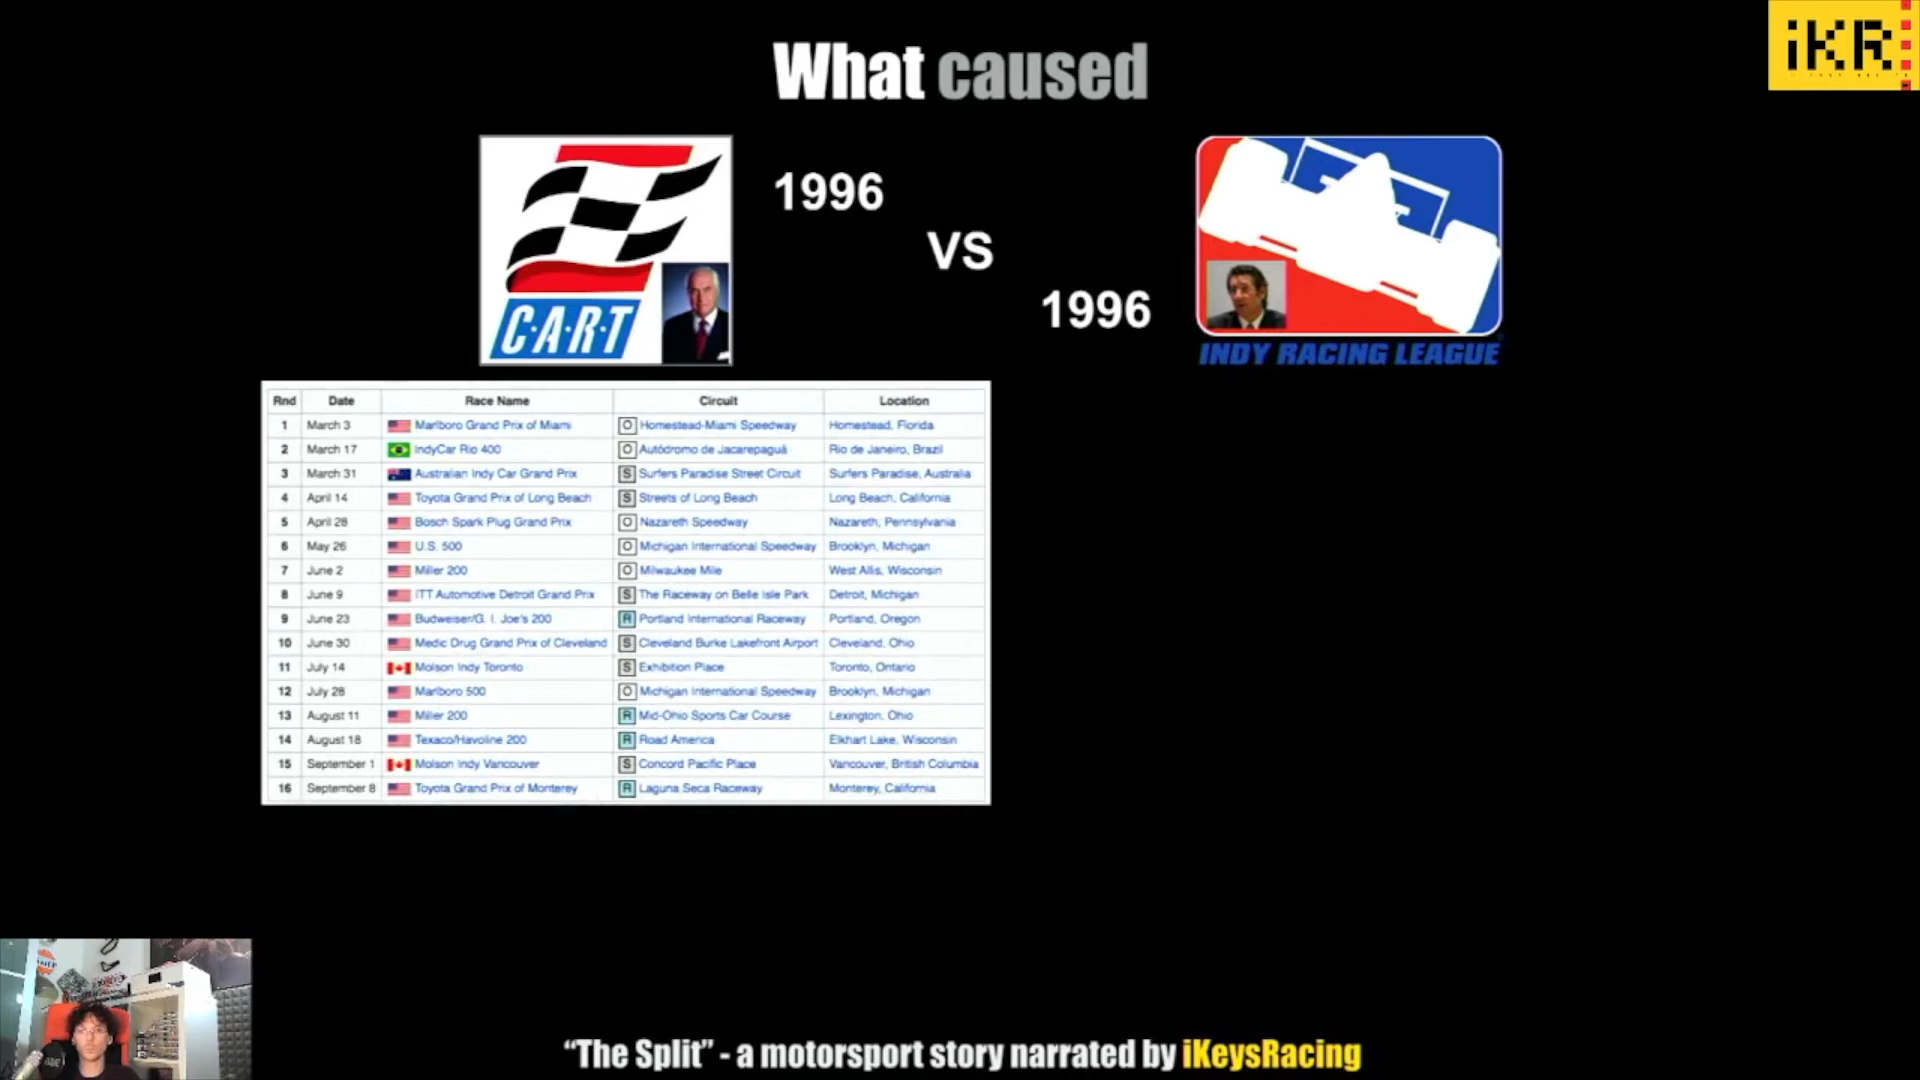 What caused
iKR
1996
VS
1996
C·A·R·T
INDY RACING LEAGUE
Rnd Date Race Name Circuit Location
1 March 3 Marlboro Grand Prix of Miami O Homestead-Miami Speedway Homestead, Florida
2 March 17 IndyCar Rio 400 O Autódromo de Jacarepaguá Rio de Janeiro, Brazil
3 March 31 Australian Indy Car Grand Prix S Surfers Paradise Street Circuit Surfers Paradise, Australia
4 April 14 Toyota Grand Prix of Long Beach S Streets of Long Beach Long Beach, California
5 April 28 Bosch Spark Plug Grand Prix O Nazareth Speedway Nazareth, Pennsylvania
6 May 26 U.S. 500 O Michigan International Speedway Brooklyn, Michigan
7 June 2 Miller 200 O Milwaukee Mile West Allis, Wisconsin
8 June 9 ITT Automotive Detroit Grand Prix S The Raceway on Belle Isle Park Detroit, Michigan
9 June 23 Budweiser/G. I. Joe's 200 R Portland International Raceway Portland, Oregon
10 June 30 Medic Drug Grand Prix of Cleveland S Cleveland Burke Lakefront Airport Cleveland, Ohio
11 July 14 Molson Indy Toronto S Exhibition Place Toronto, Ontario
12 July 28 Marlboro 500 O Michigan International Speedway Brooklyn, Michigan
13 August 11 Miller 200 R Mid-Ohio Sports Car Course Lexington, Ohio
14 August 18 Texaco/Havoline 200 R Road America Elkhart Lake, Wisconsin
15 September 1 Molson Indy Vancouver S Concord Pacific Place Vancouver, British Columbia
16 September 8 Toyota Grand Prix of Monterey R Laguna Seca Raceway Monterey, California
“The Split” - a motorsport story narrated by iKeysRacing